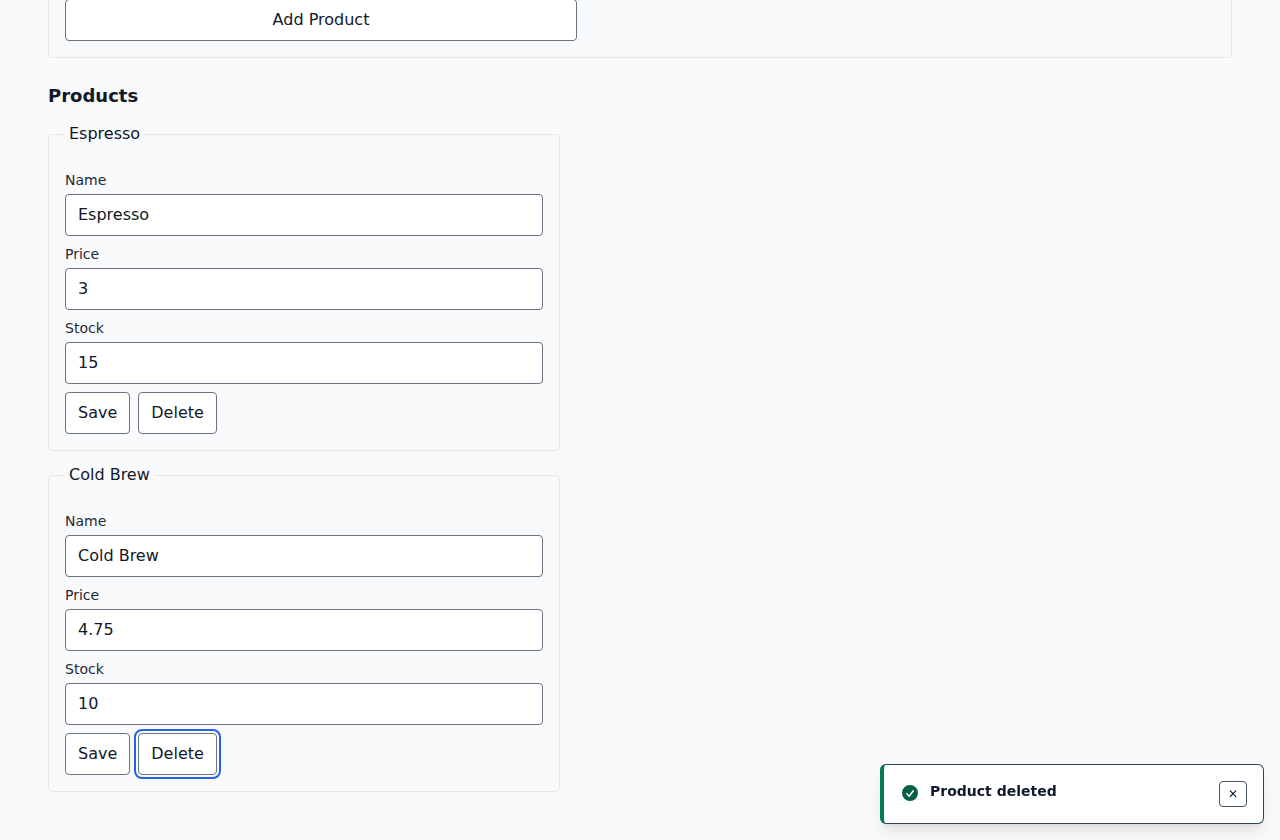 Add Product
Products
Espresso
Name
Espresso
Price
3
Stock
15
Save Delete
Cold Brew
Name
Cold Brew
Price
4.75
Stock
10
Save Delete
Product deleted